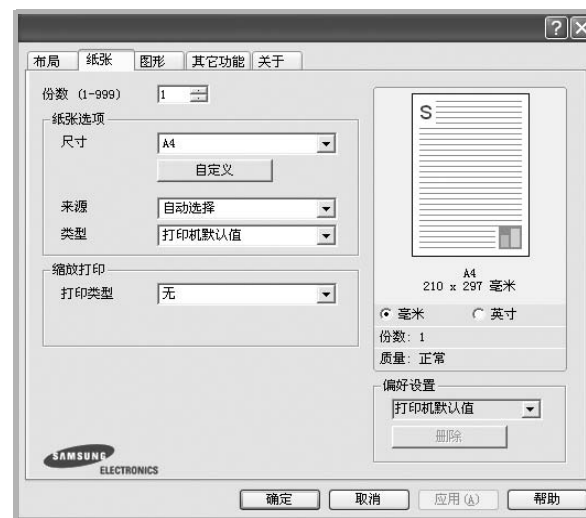 布局 纸张 图形 其它功能 关于
份数 (1-999) 1
纸张选项
尺寸 A4
自定义
来源 自动选择
类型 打印机默认值
缩放打印
打印类型 无
S
A4
210 x 297 毫米
毫米 英寸
份数: 1
质量: 正常
偏好设置
打印机默认值
删除
SAMSUNG
ELECTRONICS
确定 取消 应用(A) 帮助